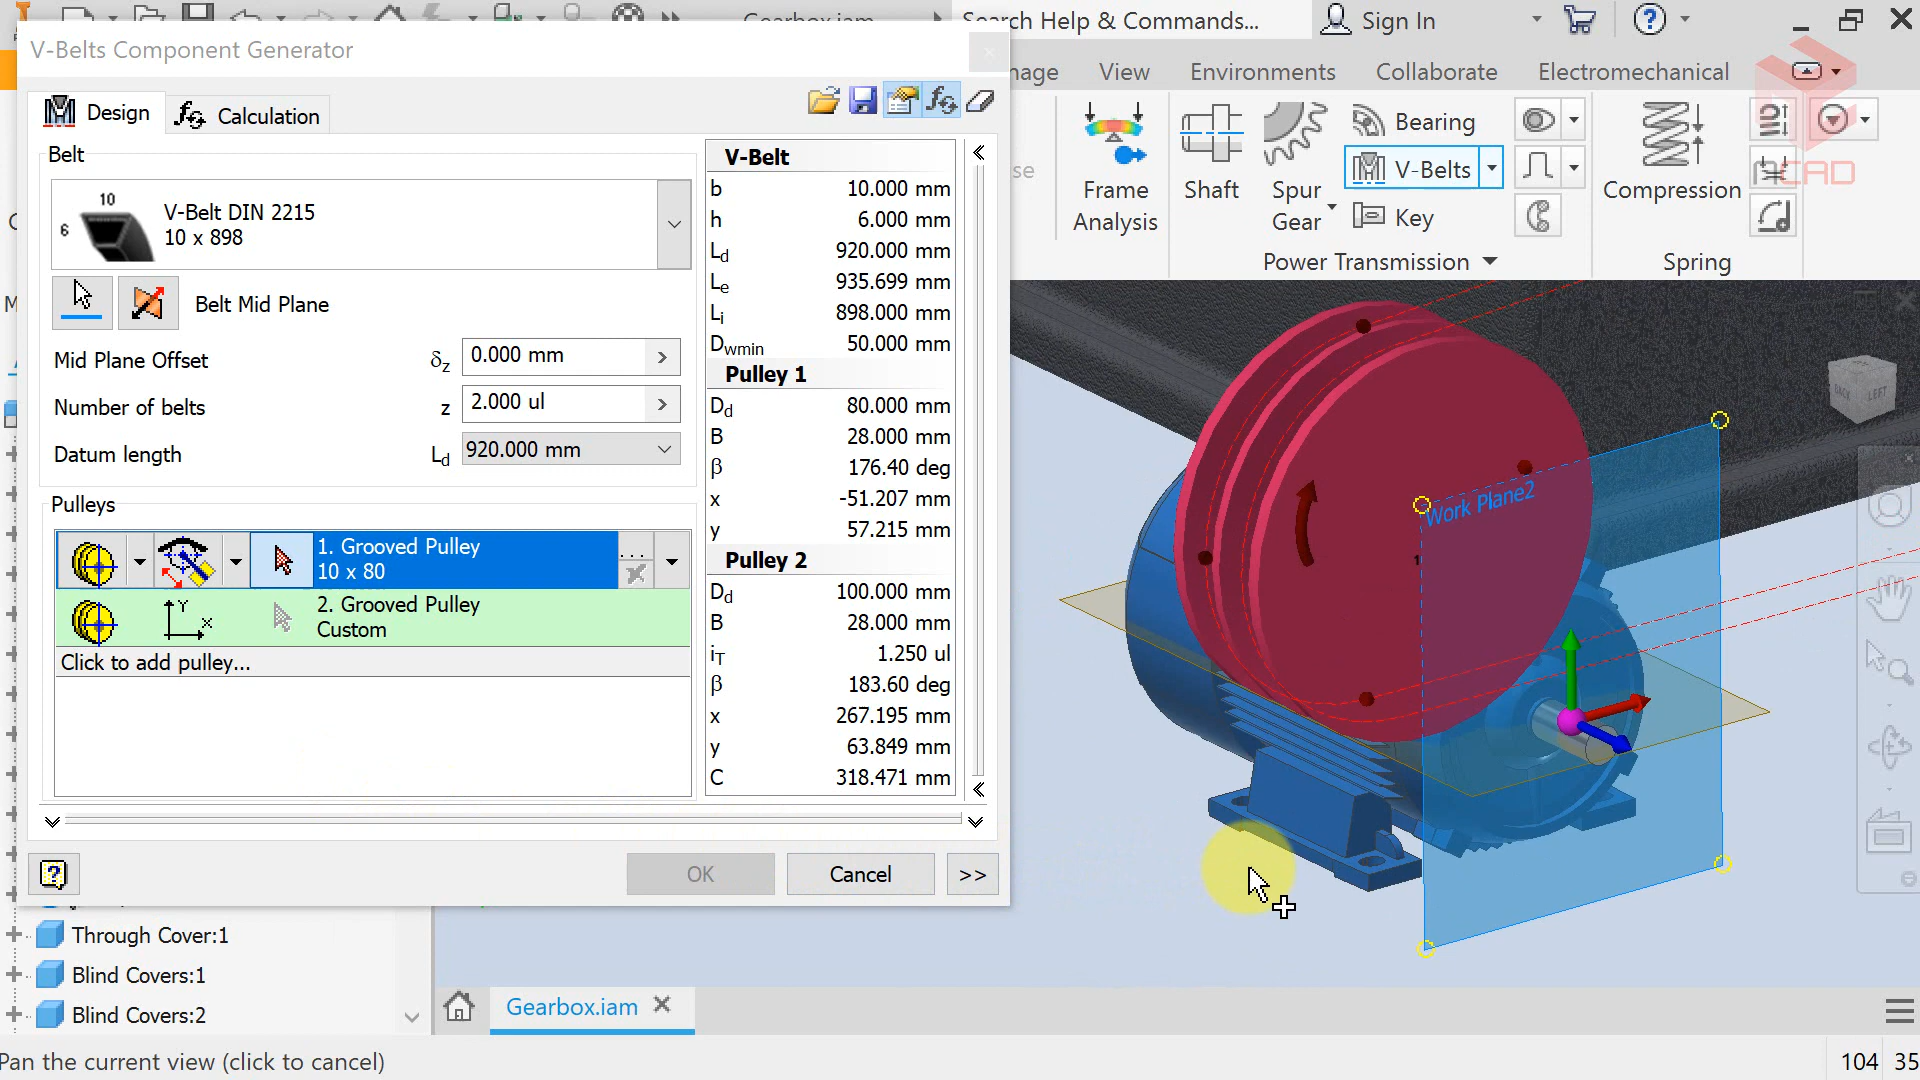 Gearbox.iam
Search Help & Commands...
Sign In
V-Belts Component Generator
View
Environments
Collaborate
Electromechanical
Design
Calculation
Belt
10
6
V-Belt DIN 2215
10 x 898
Belt Mid Plane
Mid Plane Offset
δz
0.000 mm
Number of belts
z
2.000 ul
Datum length
Ld
920.000 mm
Pulleys
1. Grooved Pulley
10 x 80
...
Y
x
2. Grooved Pulley
Custom
Click to add pulley...
V-Belt
b 10.000 mm
h 6.000 mm
Ld 920.000 mm
Le 935.699 mm
Li 898.000 mm
Dwmin 50.000 mm
Pulley 1
Dd 80.000 mm
B 28.000 mm
β 176.40 deg
x -51.207 mm
y 57.215 mm
Pulley 2
Dd 100.000 mm
B 28.000 mm
iT 1.250 ul
β 183.60 deg
x 267.195 mm
y 63.849 mm
C 318.471 mm
OK
Cancel
>>
Frame
Analysis
Shaft
Spur
Gear
Bearing
V-Belts
Key
Power Transmission
Compression
Spring
CAD
BACK
LEFT
Work Plane2
Through Cover:1
Blind Covers:1
Blind Covers:2
Gearbox.iam
Pan the current view (click to cancel)
104 35